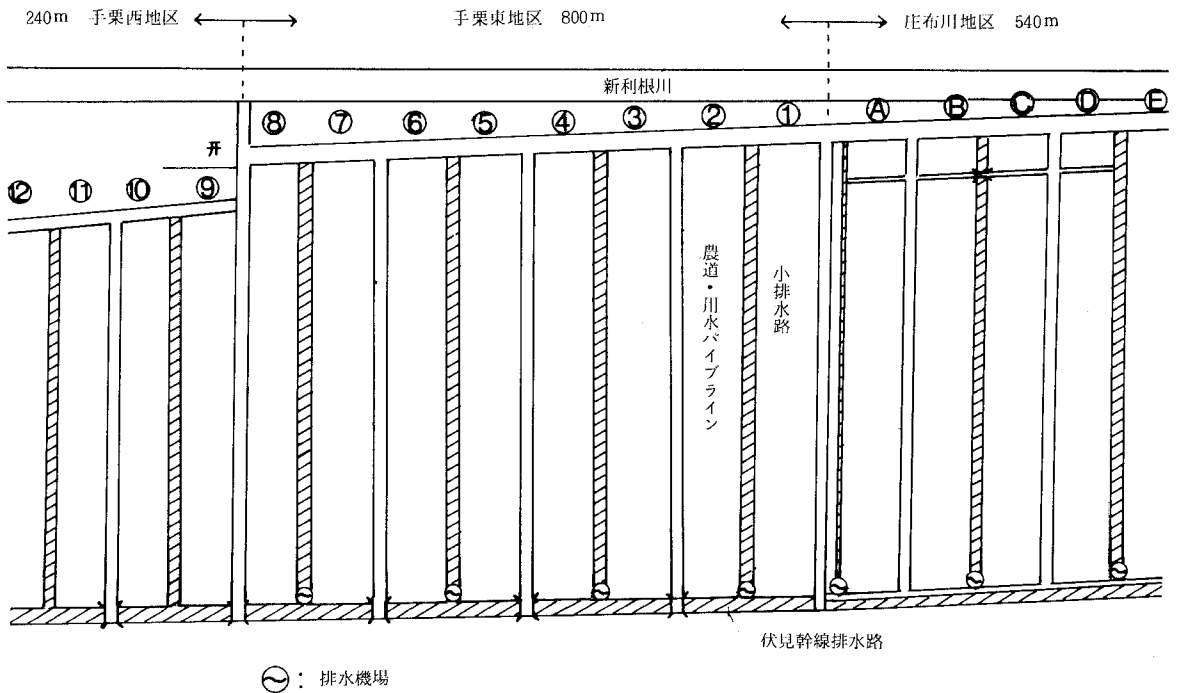 240m 手栗西地区
手栗東地区 800m
庄布川地区 540m
新利根川
⑧ ⑦ ⑥ ⑤ ④ ③ ② ① Ⓐ Ⓑ Ⓒ Ⓓ Ⓔ
⑫ ⑪ ⑩ ⑨
農道・用水パイプライン
小排水路
伏見幹線排水路
：排水機場